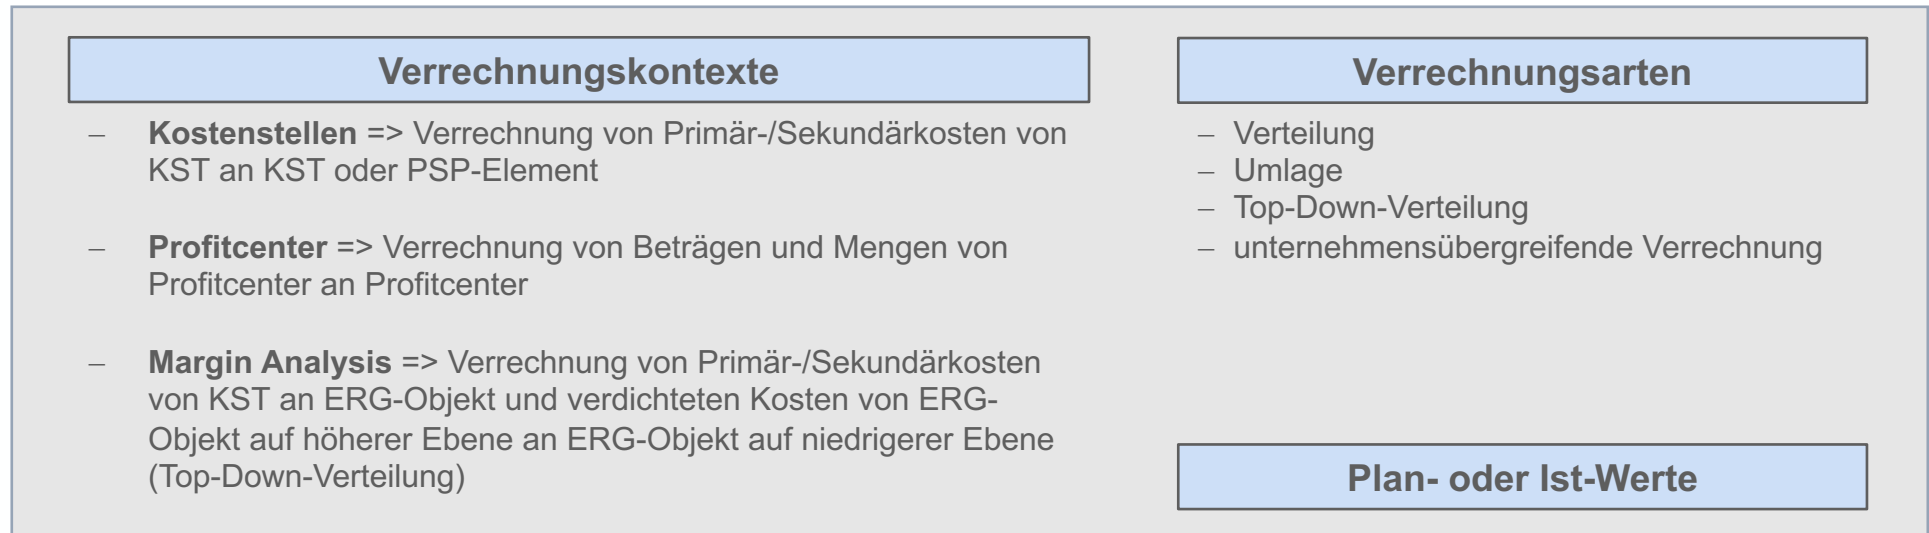 Verrechnungskontexte
– Kostenstellen => Verrechnung von Primär-/Sekundärkosten von
KST an KST oder PSP-Element
– Profitcenter => Verrechnung von Beträgen und Mengen von
Profitcenter an Profitcenter
– Margin Analysis => Verrechnung von Primär-/Sekundärkosten
von KST an ERG-Objekt und verdichteten Kosten von ERG-
Objekt auf höherer Ebene an ERG-Objekt auf niedrigerer Ebene
(Top-Down-Verteilung)
Verrechnungsarten
– Verteilung
– Umlage
– Top-Down-Verteilung
– unternehmensübergreifende Verrechnung
Plan- oder Ist-Werte